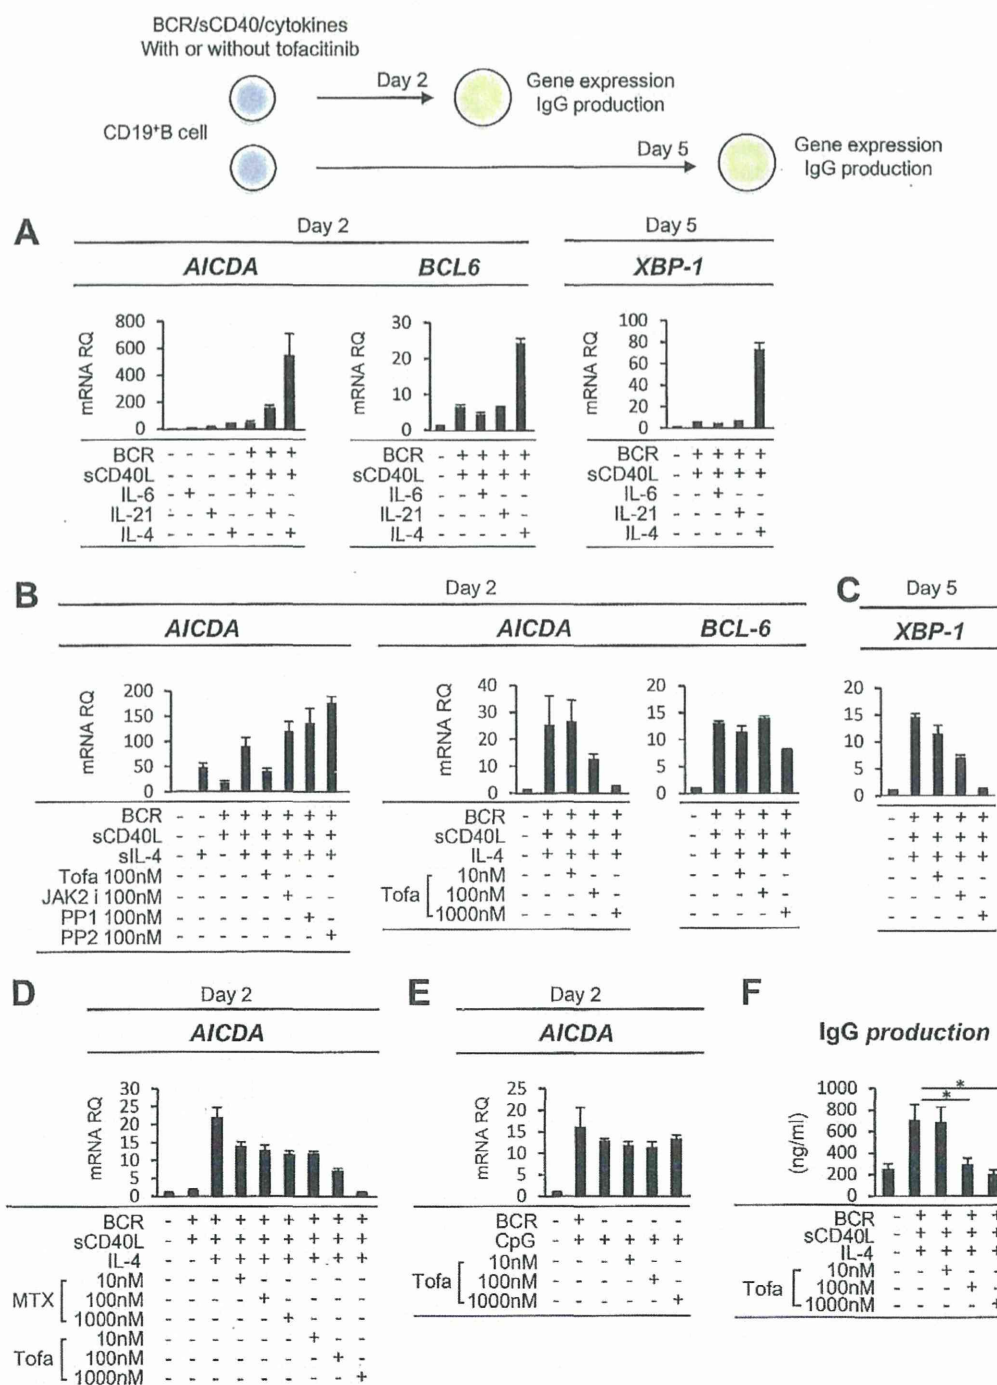 BCR/sCD40/cytokines
With or without tofacitinib
Day 2
Gene expression
IgG production
CD19+B cell
Day 5
Gene expression
IgG production
A
Day 2
Day 5
AICDA
BCL6
XBP-1
mRNA RQ
800
600
400
200
0
mRNA RQ
30
20
10
0
mRNA RQ
100
80
60
40
20
0
BCR - - - - + + +
sCD40L - - - - + + +
IL-6 - + - - + - -
IL-21 - - + - - + -
IL-4 - - - + - - +
BCR - + + + +
sCD40L - + + + +
IL-6 - - + - -
IL-21 - - - + -
IL-4 - - - - +
BCR - + + + +
sCD40L - + + + +
IL-6 - - + - -
IL-21 - - - + -
IL-4 - - - - +
B
Day 2
AICDA
AICDA
BCL-6
mRNA RQ
200
150
100
50
0
mRNA RQ
40
30
20
10
0
20
15
10
5
0
BCR - - + + + + + +
sCD40L - - + + + + + +
sIL-4 - + - + + + + +
Tofa 100nM - - - - + - - -
JAK2 i 100nM - - - - - + - -
PP1 100nM - - - - - - + -
PP2 100nM - - - - - - - +
BCR - + + + +
sCD40L - + + + +
IL-4 - + + + +
Tofa
10nM - - + - -
100nM - - - + -
1000nM - - - - +
- + + + +
- + + + +
- + + + +
- - + - -
- - - + -
- - - - +
C
Day 5
XBP-1
20
15
10
5
0
- + + + +
- + + + +
- + + + +
- - + - -
- - - + -
- - - - +
D
Day 2
AICDA
mRNA RQ
30
25
20
15
10
5
0
BCR - + + + + + + + +
sCD40L - + + + + + + + +
IL-4 - - + + + + + + +
MTX
10nM - - - + - - - - -
100nM - - - - + - - - -
1000nM - - - - - + - - -
Tofa
10nM - - - - - - + - -
100nM - - - - - - - + -
1000nM - - - - - - - - +
E
Day 2
AICDA
mRNA RQ
25
20
15
10
5
0
BCR - + - - - -
CpG - + + + + +
Tofa
10nM - - - + - -
100nM - - - - + -
1000nM - - - - - +
F
IgG production
(ng/ml)
1000
800
600
400
200
0
*
*
BCR - + + + +
sCD40L - + + + +
IL-4 - + + + +
Tofa
10nM - - + - -
100nM - - - + -
1000nM - - - - +